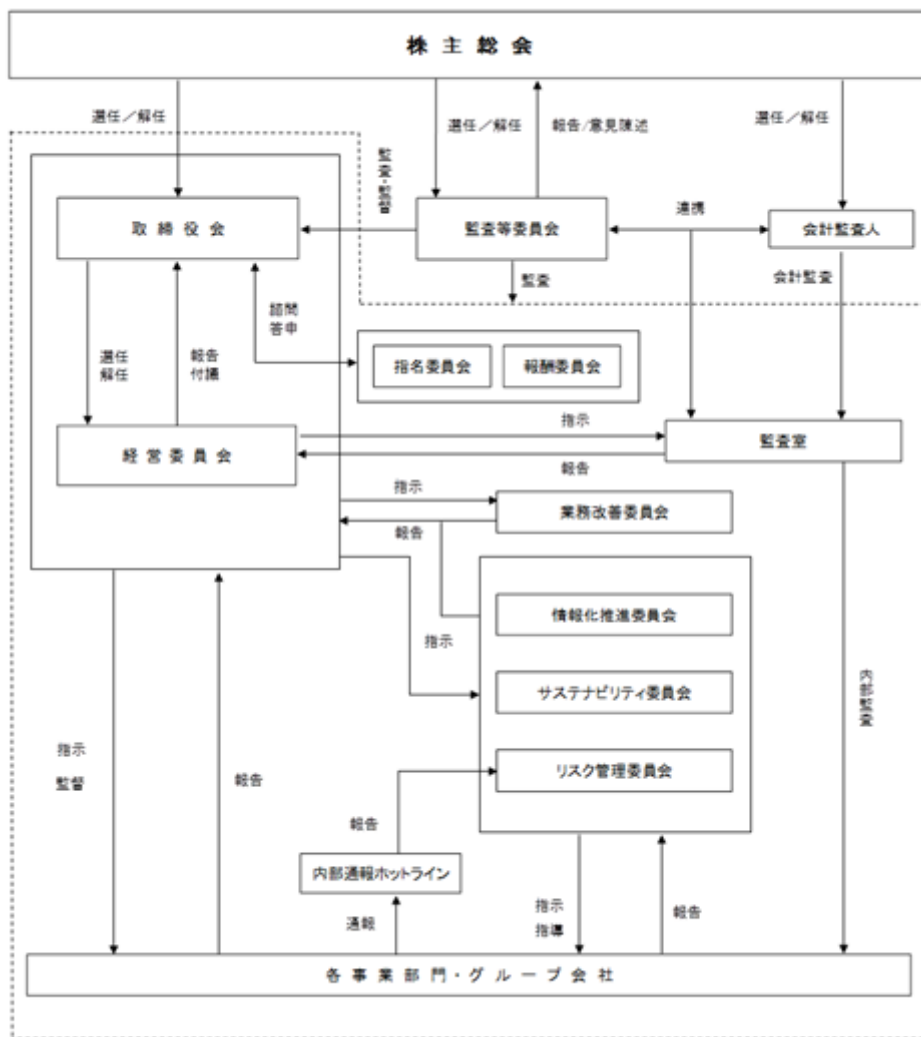 株主総会
選任／解任
選任／解任
報告/意見陳述
選任／解任
監査・監督
取締役会
監査等委員会
連携
会計監査人
監査
会計監査
諮問
答申
選任
解任
報告
付議
指名委員会
報酬委員会
指示
経営委員会
監査室
報告
指示
業務改善委員会
報告
情報化推進委員会
指示
サステナビリティ委員会
内部監査
リスク管理委員会
指示
監督
報告
報告
内部通報ホットライン
通報
指示
指導
報告
各事業部門・グループ会社